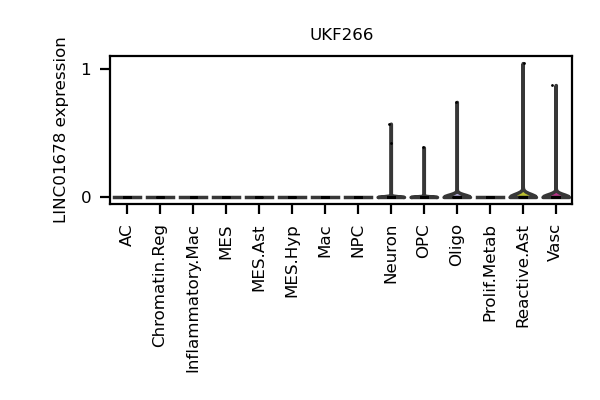 UKF266
LINC01678 expression
1
0
AC
Chromatin.Reg
Inflammatory.Mac
MES
MES.Ast
MES.Hyp
Mac
NPC
Neuron
OPC
Oligo
Prolif.Metab
Reactive.Ast
Vasc